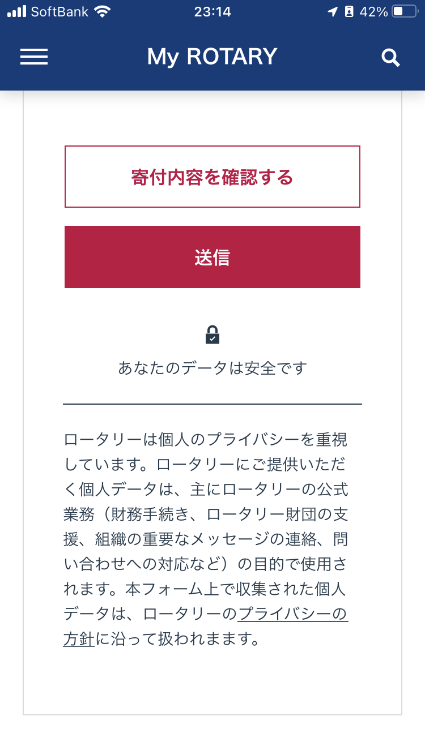 SoftBank 23:14 42%
My ROTARY
寄付内容を確認する
送信
あなたのデータは安全です
ロータリーは個人のプライバシーを重視
しています。ロータリーにご提供いただ
く個人データは、主にロータリーの公式
業務（財務手続き、ロータリー財団の支
援、組織の重要なメッセージの連絡、問
い合わせへの対応など）の目的で使用さ
れます。本フォーム上で収集された個人
データは、ロータリーのプライバシーの
方針に沿って扱われまます。